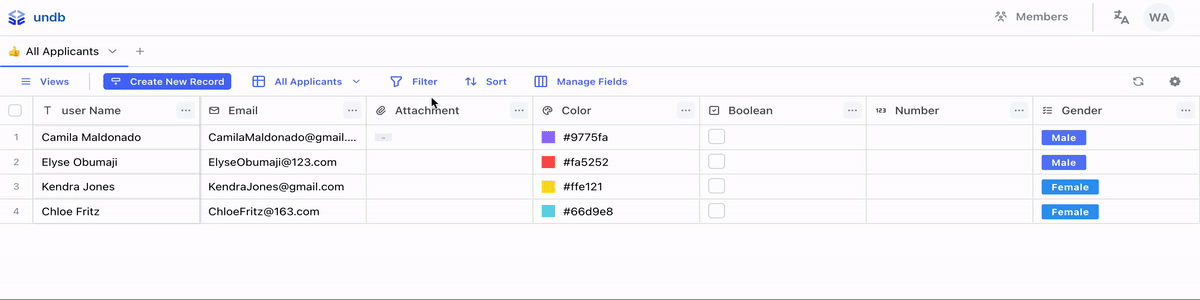 undb
Members
WA
All Applicants
Views
Create New Record
All Applicants
Filter
Sort
Manage Fields
user Name
Email
Attachment
Color
Boolean
123 Number
Gender
1 Camila Maldonado CamilaMaldonado@gmail.... #9775fa Male
2 Elyse Obumaji ElyseObumaji@123.com #fa5252 Male
3 Kendra Jones KendraJones@gmail.com #ffe121 Female
4 Chloe Fritz ChloeFritz@163.com #66d9e8 Female